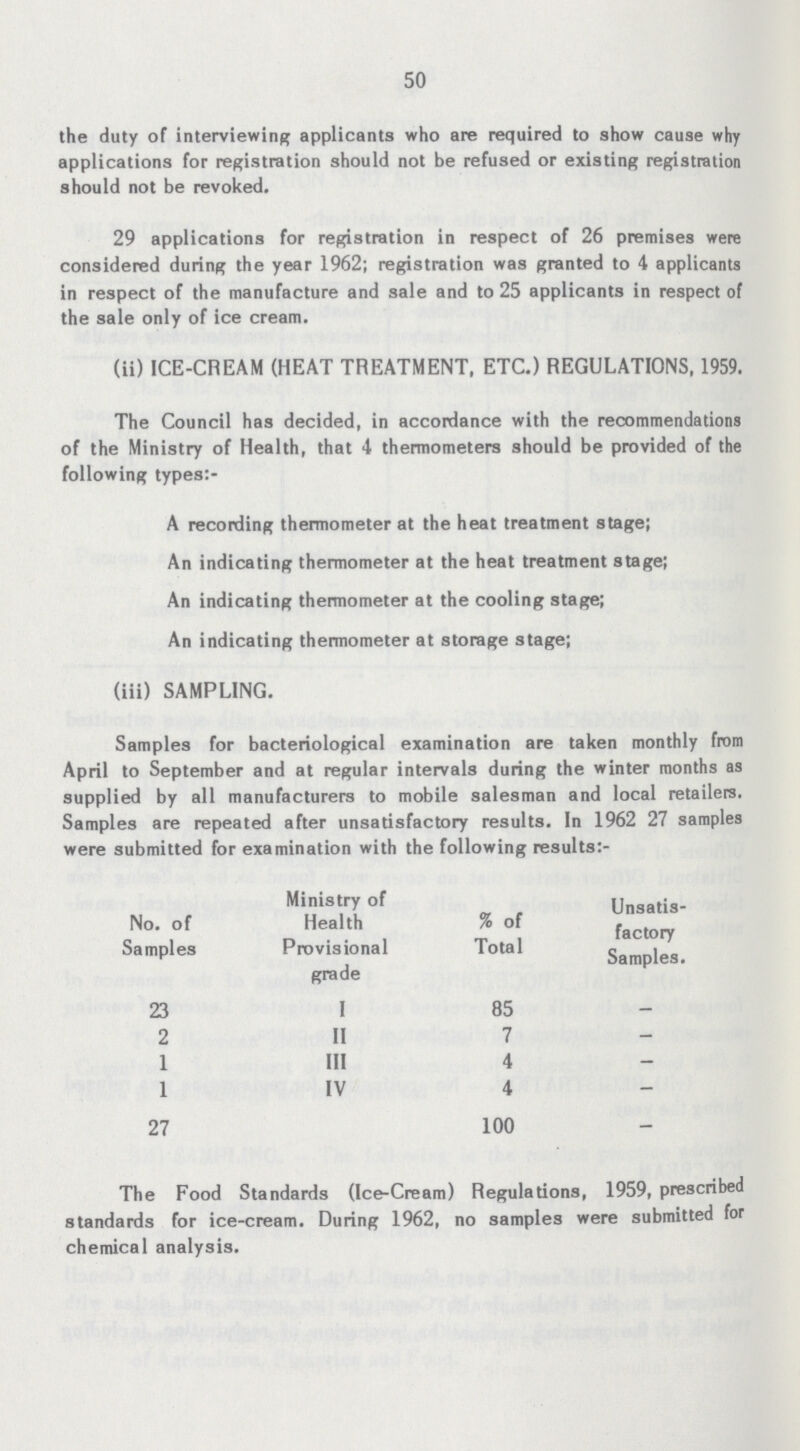 50
the duty of interviewing applicants who are required to show cause why
applications for registration should not be refused or existing registration
should not be revoked.
29 applications for registration in respect of 26 premises were
considered during the year 1962; registration was granted to 4 applicants
in respect of the manufacture and sale and to 25 applicants in respect of
the sale only of ice cream.
(ii) ICE-CREAM (HEAT TREATMENT, ETC.) REGULATIONS, 1959.
The Council has decided, in accordance with the recommendations
of the Ministry of Health, that 4 thermometers should be provided of the
following types:-
A recording thermometer at the heat treatment stage;
An indicating thermometer at the heat treatment stage;
An indicating thermometer at the cooling stage;
An indicating thermometer at storage stage;
(iii) SAMPLING.
Samples for bacteriological examination are taken monthly from
April to September and at regular intervals during the winter months as
supplied by all manufacturers to mobile salesman and local retailers.
Samples are repeated after unsatisfactory results. In 1962 27 samples
were submitted for examination with the following results:-
No. of Samples Ministry of Health Provisional grade % of Total Unsatis-factory Samples.
23 I 85 –
2 II 7 –
1 III 4 –
1 IV 4 –
27 100 –
The Food Standards (Ice-Cream) Regulations, 1959, prescribed
standards for ice-cream. During 1962, no samples were submitted for
chemical analysis.